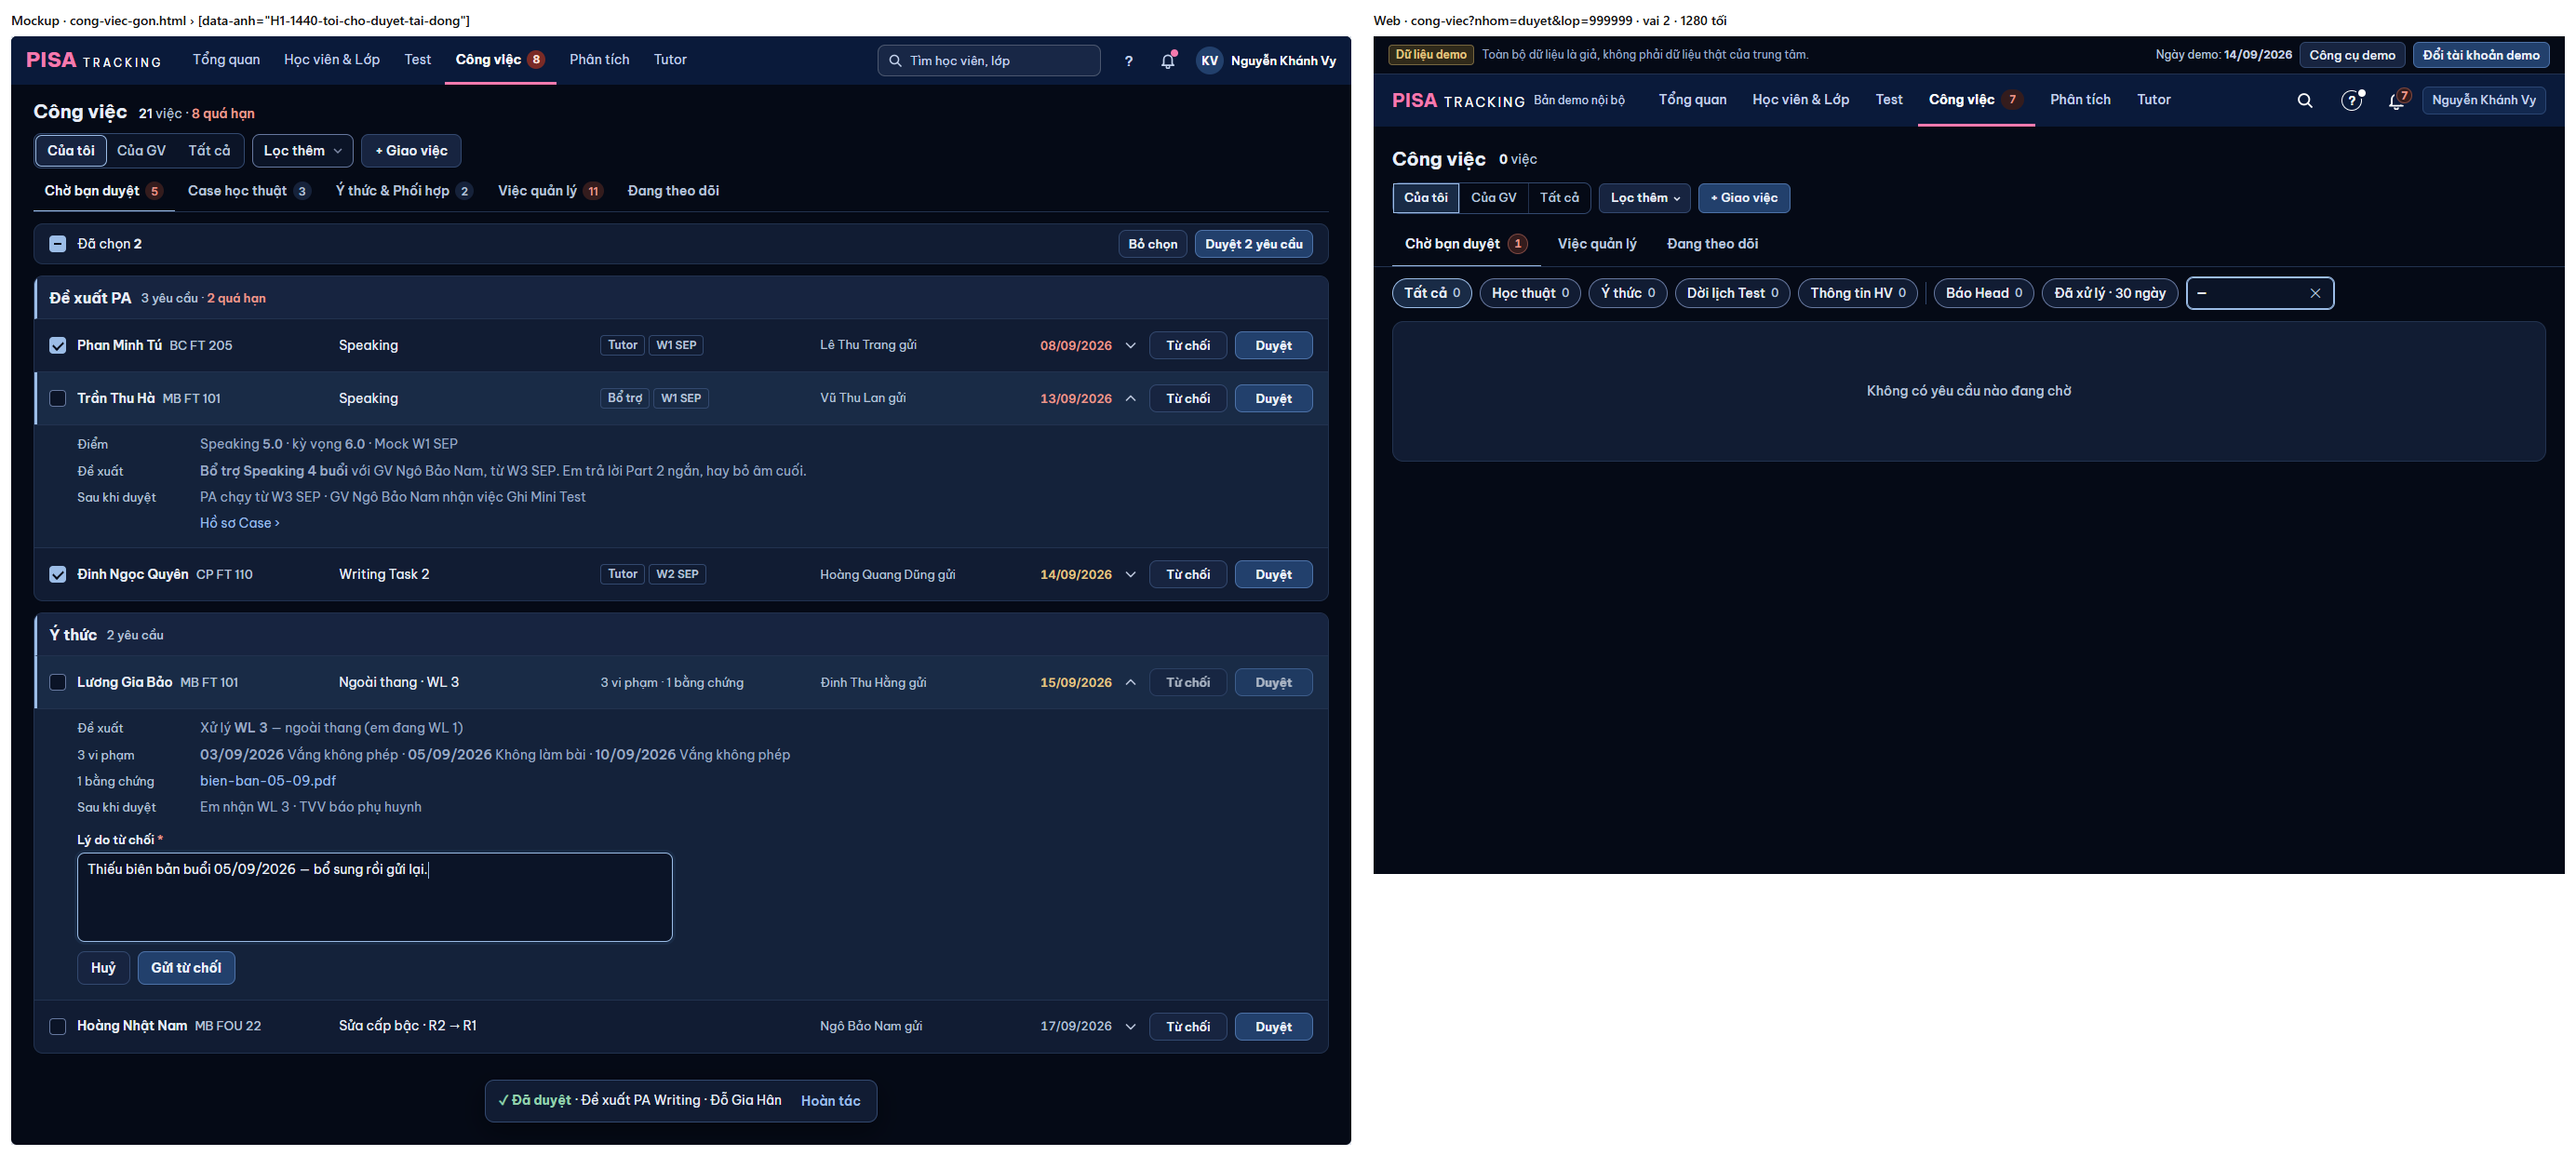 Mockup · cong-viec-gon.html › [data-anh="H1-1440-toi-cho-duyet-tai-dong"]
PISA TRACKING Tổng quan Học viên & Lớp Test Công việc 8 Phân tích Tutor Tìm học viên, lớp ? KV Nguyễn Khánh Vy
Công việc 21 việc · 8 quá hạn
Của tôi Của GV Tất cả Lọc thêm + Giao việc
Chờ bạn duyệt 5 Case học thuật 3 Ý thức & Phối hợp 2 Việc quản lý 11 Đang theo dõi
Đã chọn 2 Bỏ chọn Duyệt 2 yêu cầu
Đề xuất PA 3 yêu cầu · 2 quá hạn
Phan Minh Tú BC FT 205 Speaking Tutor W1 SEP Lê Thu Trang gửi 08/09/2026 Từ chối Duyệt
Trần Thu Hà MB FT 101 Speaking Bổ trợ W1 SEP Vũ Thu Lan gửi 13/09/2026 Từ chối Duyệt
Điểm Speaking 5.0 · kỳ vọng 6.0 · Mock W1 SEP
Đề xuất Bổ trợ Speaking 4 buổi với GV Ngô Bảo Nam, từ W3 SEP. Em trả lời Part 2 ngắn, hay bỏ âm cuối.
Sau khi duyệt PA chạy từ W3 SEP · GV Ngô Bảo Nam nhận việc Ghi Mini Test
Hồ sơ Case ›
Đinh Ngọc Quyên CP FT 110 Writing Task 2 Tutor W2 SEP Hoàng Quang Dũng gửi 14/09/2026 Từ chối Duyệt
Ý thức 2 yêu cầu
Lương Gia Bảo MB FT 101 Ngoài thang · WL 3 3 vi phạm · 1 bằng chứng Đinh Thu Hằng gửi 15/09/2026 Từ chối Duyệt
Đề xuất Xử lý WL 3 — ngoài thang (em đang WL 1)
3 vi phạm 03/09/2026 Vắng không phép · 05/09/2026 Không làm bài · 10/09/2026 Vắng không phép
1 bằng chứng bien-ban-05-09.pdf
Sau khi duyệt Em nhận WL 3 · TVV báo phụ huynh
Lý do từ chối *
Thiếu biên bản buổi 05/09/2026 — bổ sung rồi gửi lại.
Huỷ Gửi từ chối
Hoàng Nhật Nam MB FOU 22 Sửa cấp bậc · R2 → R1 Ngô Bảo Nam gửi 17/09/2026 Từ chối Duyệt
✓ Đã duyệt · Đề xuất PA Writing · Đỗ Gia Hân Hoàn tác
Web · cong-viec?nhom=duyet&lop=999999 · vai 2 · 1280 tối
Dữ liệu demo Toàn bộ dữ liệu là giả, không phải dữ liệu thật của trung tâm. Ngày demo: 14/09/2026 Công cụ demo Đổi tài khoản demo
PISA TRACKING Bản demo nội bộ Tổng quan Học viên & Lớp Test Công việc 7 Phân tích Tutor ? 7 Nguyễn Khánh Vy
Công việc 0 việc
Của tôi Của GV Tất cả Lọc thêm + Giao việc
Chờ bạn duyệt 1 Việc quản lý Đang theo dõi
Tất cả 0 Học thuật 0 Ý thức 0 Dời lịch Test 0 Thông tin HV 0 Báo Head 0 Đã xử lý · 30 ngày —
Không có yêu cầu nào đang chờ